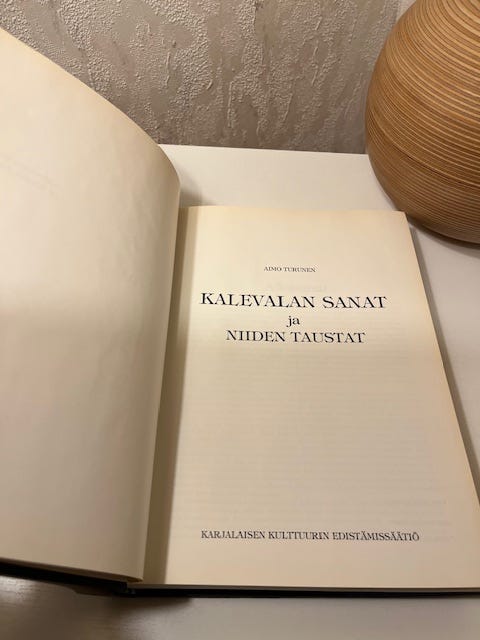 AIMO TURUNEN
KALEVALAN SANAT
ja
NIIDEN TAUSTAT
KARJALAISEN KULTTUURIN EDISTÄMISSÄÄTIÖ